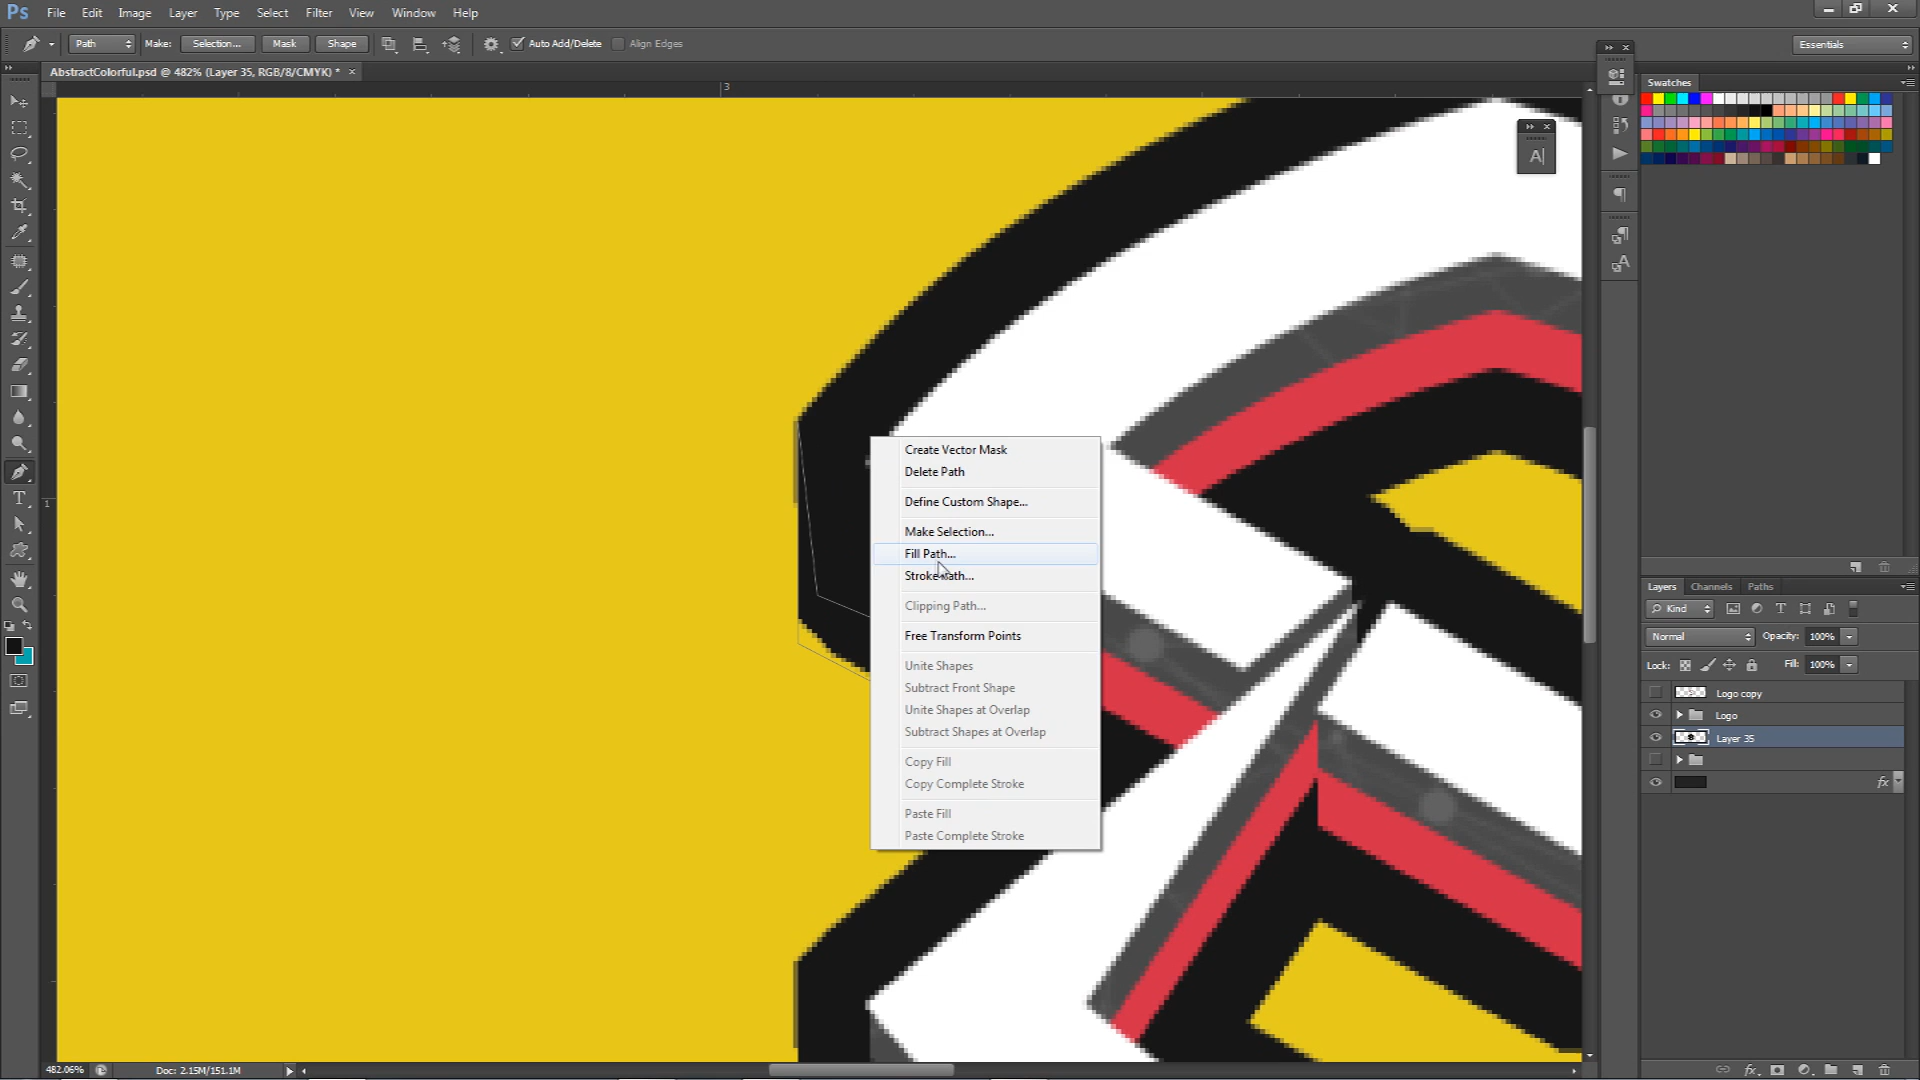 Ps File Edit Image Layer Type Select Filter View Window Help
Path Make: Selection... Mask Shape Auto Add/Delete Align Edges Essentials
AbstractColorful.psd @ 482% (Layer 35, RGB/8/CMYK) * ×
3
1
A
T
Swatches
Create Vector Mask
Delete Path
Define Custom Shape...
Make Selection...
Fill Path...
Stroke Path...
Clipping Path...
Free Transform Points
Unite Shapes
Subtract Front Shape
Unite Shapes at Overlap
Subtract Shapes at Overlap
Copy Fill
Copy Complete Stroke
Paste Fill
Paste Complete Stroke
Layers Channels Paths
Kind
Normal Opacity: 100%
Lock: Fill: 100%
Logo copy
Logo
Layer 35
fx
482.06% Doc: 2.15M/151.1M
fx